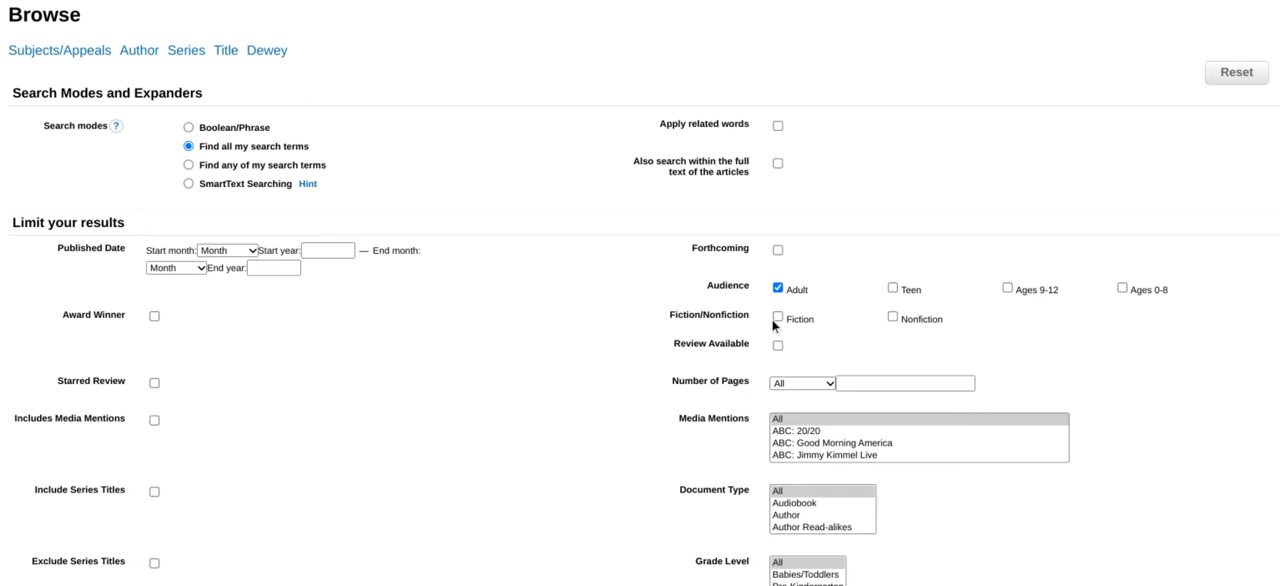 Browse
Subjects/Appeals Author Series Title Dewey
Reset
Search Modes and Expanders
Search modes ?
Boolean/Phrase
Find all my search terms
Find any of my search terms
SmartText Searching Hint
Apply related words
Also search within the full
text of the articles
Limit your results
Published Date
Start month: Month Start year: — End month:
Month End year:
Forthcoming
Audience
Adult Teen Ages 9-12 Ages 0-8
Award Winner
Fiction/Nonfiction
Fiction Nonfiction
Review Available
Starred Review
Number of Pages
All
Includes Media Mentions
Media Mentions
All
ABC: 20/20
ABC: Good Morning America
ABC: Jimmy Kimmel Live
Include Series Titles
Document Type
All
Audiobook
Author
Author Read-alikes
Exclude Series Titles
Grade Level
All
Babies/Toddlers